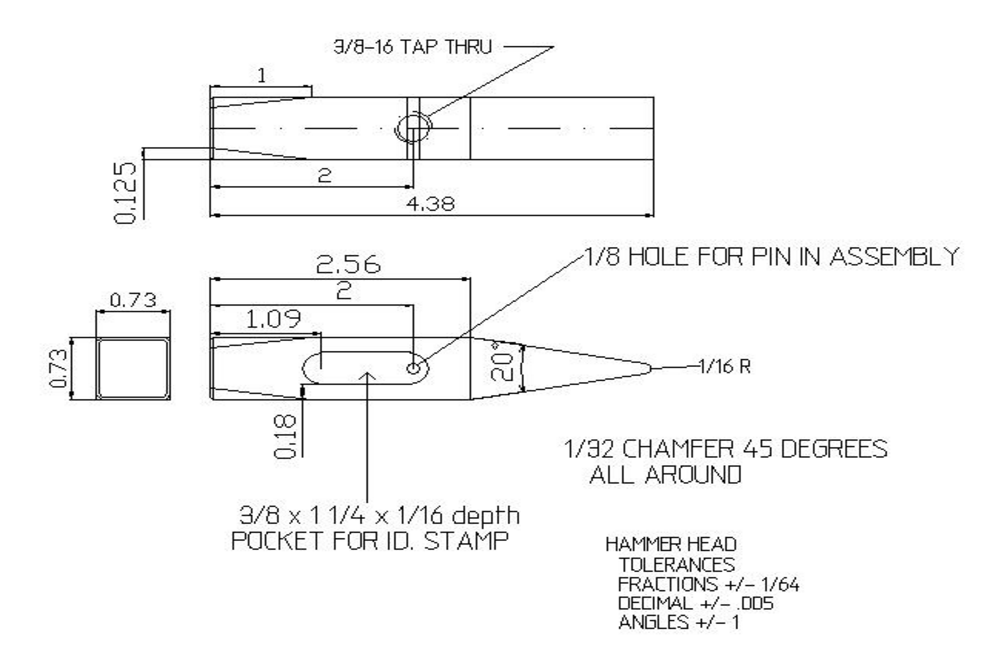 3/8-16 TAP THRU
1
0.125
2
4.38
2.56
1/8 HOLE FOR PIN IN ASSEMBLY
2
0.73
1.09
0.73
20°
1/16 R
0.18
1/32 CHAMFER 45 DEGREES
ALL AROUND
3/8 x 1 1/4 x 1/16 depth
POCKET FOR ID. STAMP
HAMMER HEAD
TOLERANCES
FRACTIONS +/- 1/64
DECIMAL +/- .005
ANGLES +/- 1